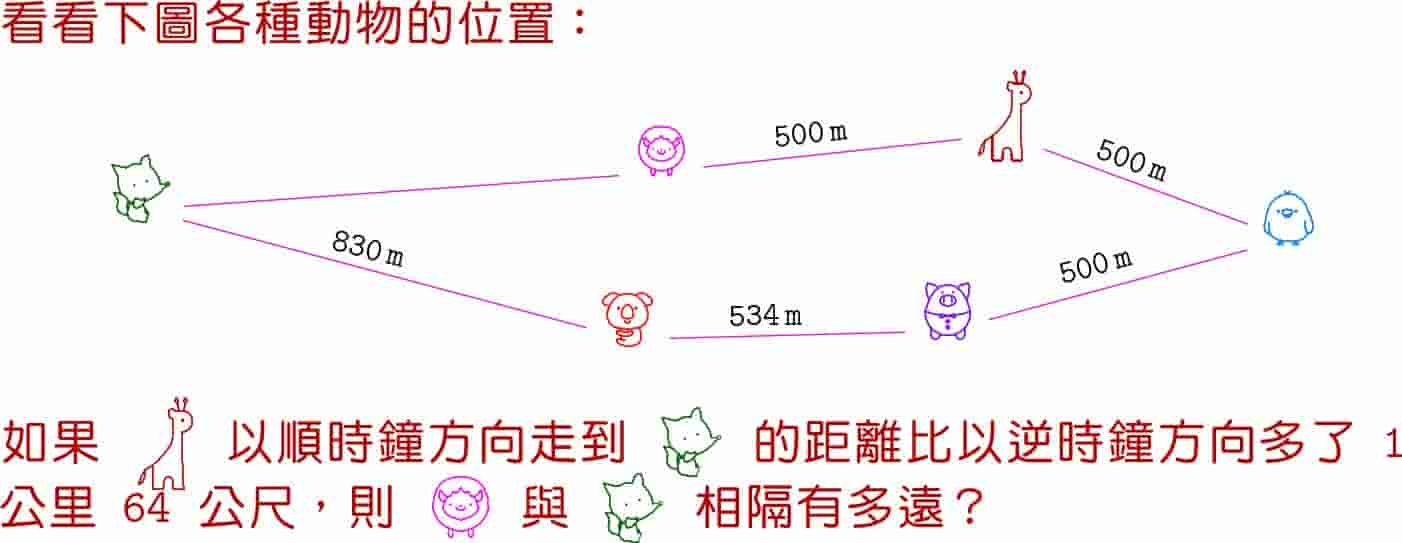 看看下圖各種動物的位置：
500 m
500 m
830 m
500 m
534 m
如果 以順時鐘方向走到 的距離比以逆時鐘方向多了 1
公里 64 公尺，則 與 相隔有多遠？